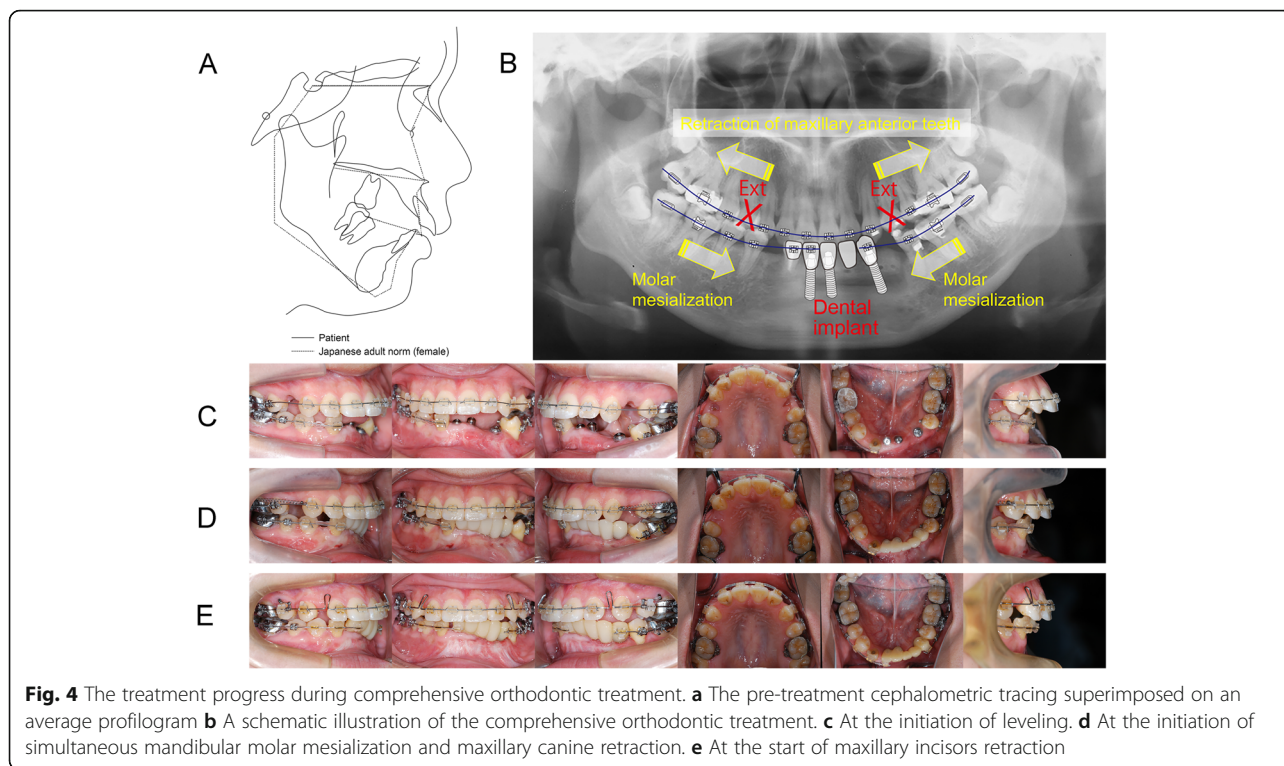 A
B
Retraction of maxillary anterior teeth
Ext
Ext
Molar
mesialization
Molar
mesialization
Dental
implant
Patient
Japanese adult norm (female)
C
D
E
Fig. 4 The treatment progress during comprehensive orthodontic treatment. a The pre-treatment cephalometric tracing superimposed on an
average profilogram b A schematic illustration of the comprehensive orthodontic treatment. c At the initiation of leveling. d At the initiation of
simultaneous mandibular molar mesialization and maxillary canine retraction. e At the start of maxillary incisors retraction